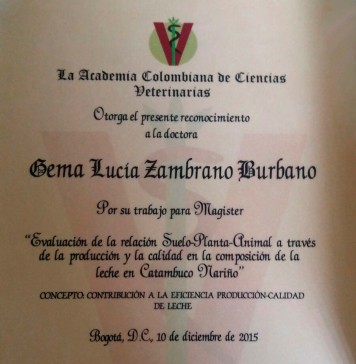 La Academia Colombiana de Ciencias
Veterinarias
Otorga el presente reconocimiento
a la doctora
Gema Lucía Zambrano Burbano
Por su trabajo para Magister
"Evaluación de la relación Suelo-Planta-Animal a través
de la producción y la calidad en la composición de la
leche en Catambuco Nariño"
CONCEPTO: CONTRIBUCIÓN A LA EFICIENCIA PRODUCCIÓN-CALIDAD
DE LECHE
Bogotá, D.C., 10 de diciembre de 2015